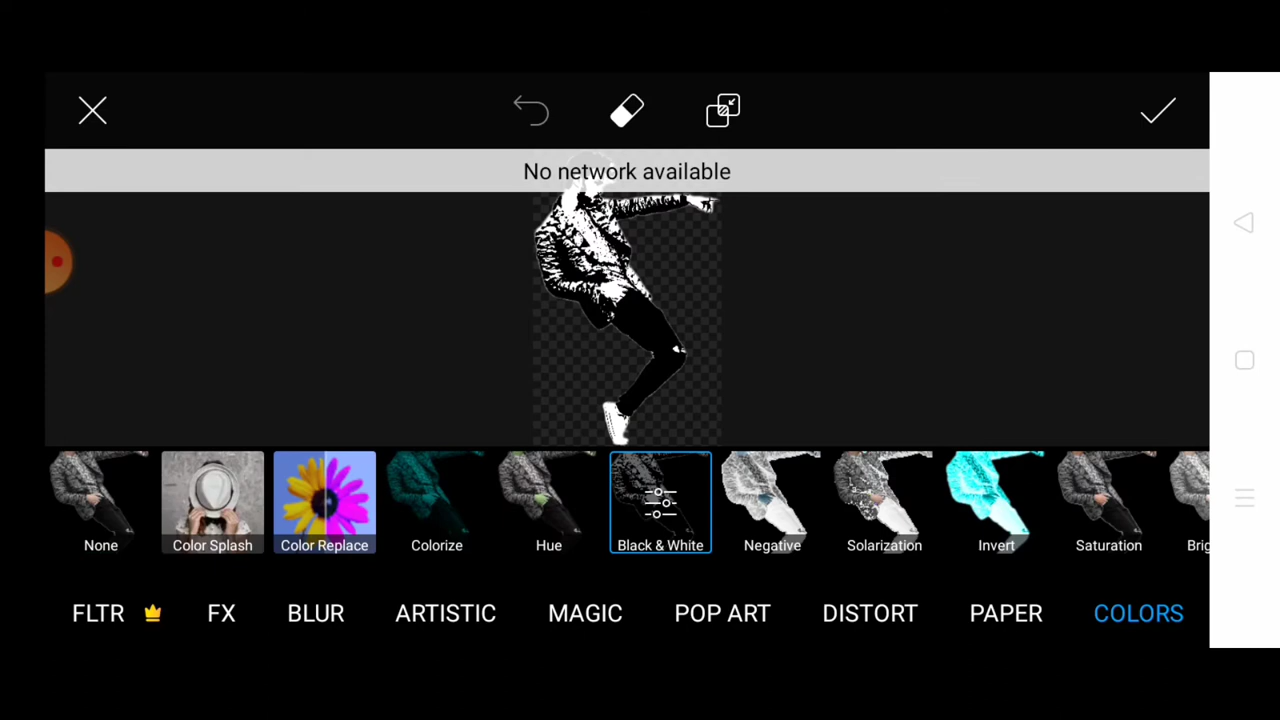 No network available
None
Color Splash
Color Replace
Colorize
Hue
Black & White
Negative
Solarization
Invert
Saturation
Brig
FLTR
FX
BLUR
ARTISTIC
MAGIC
POP ART
DISTORT
PAPER
COLORS